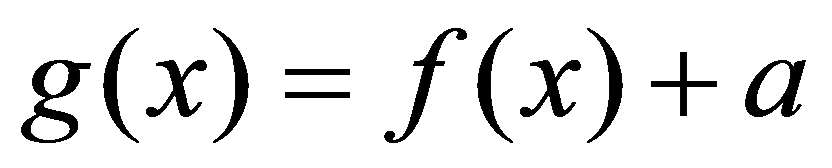 g(x) = f(x) + a